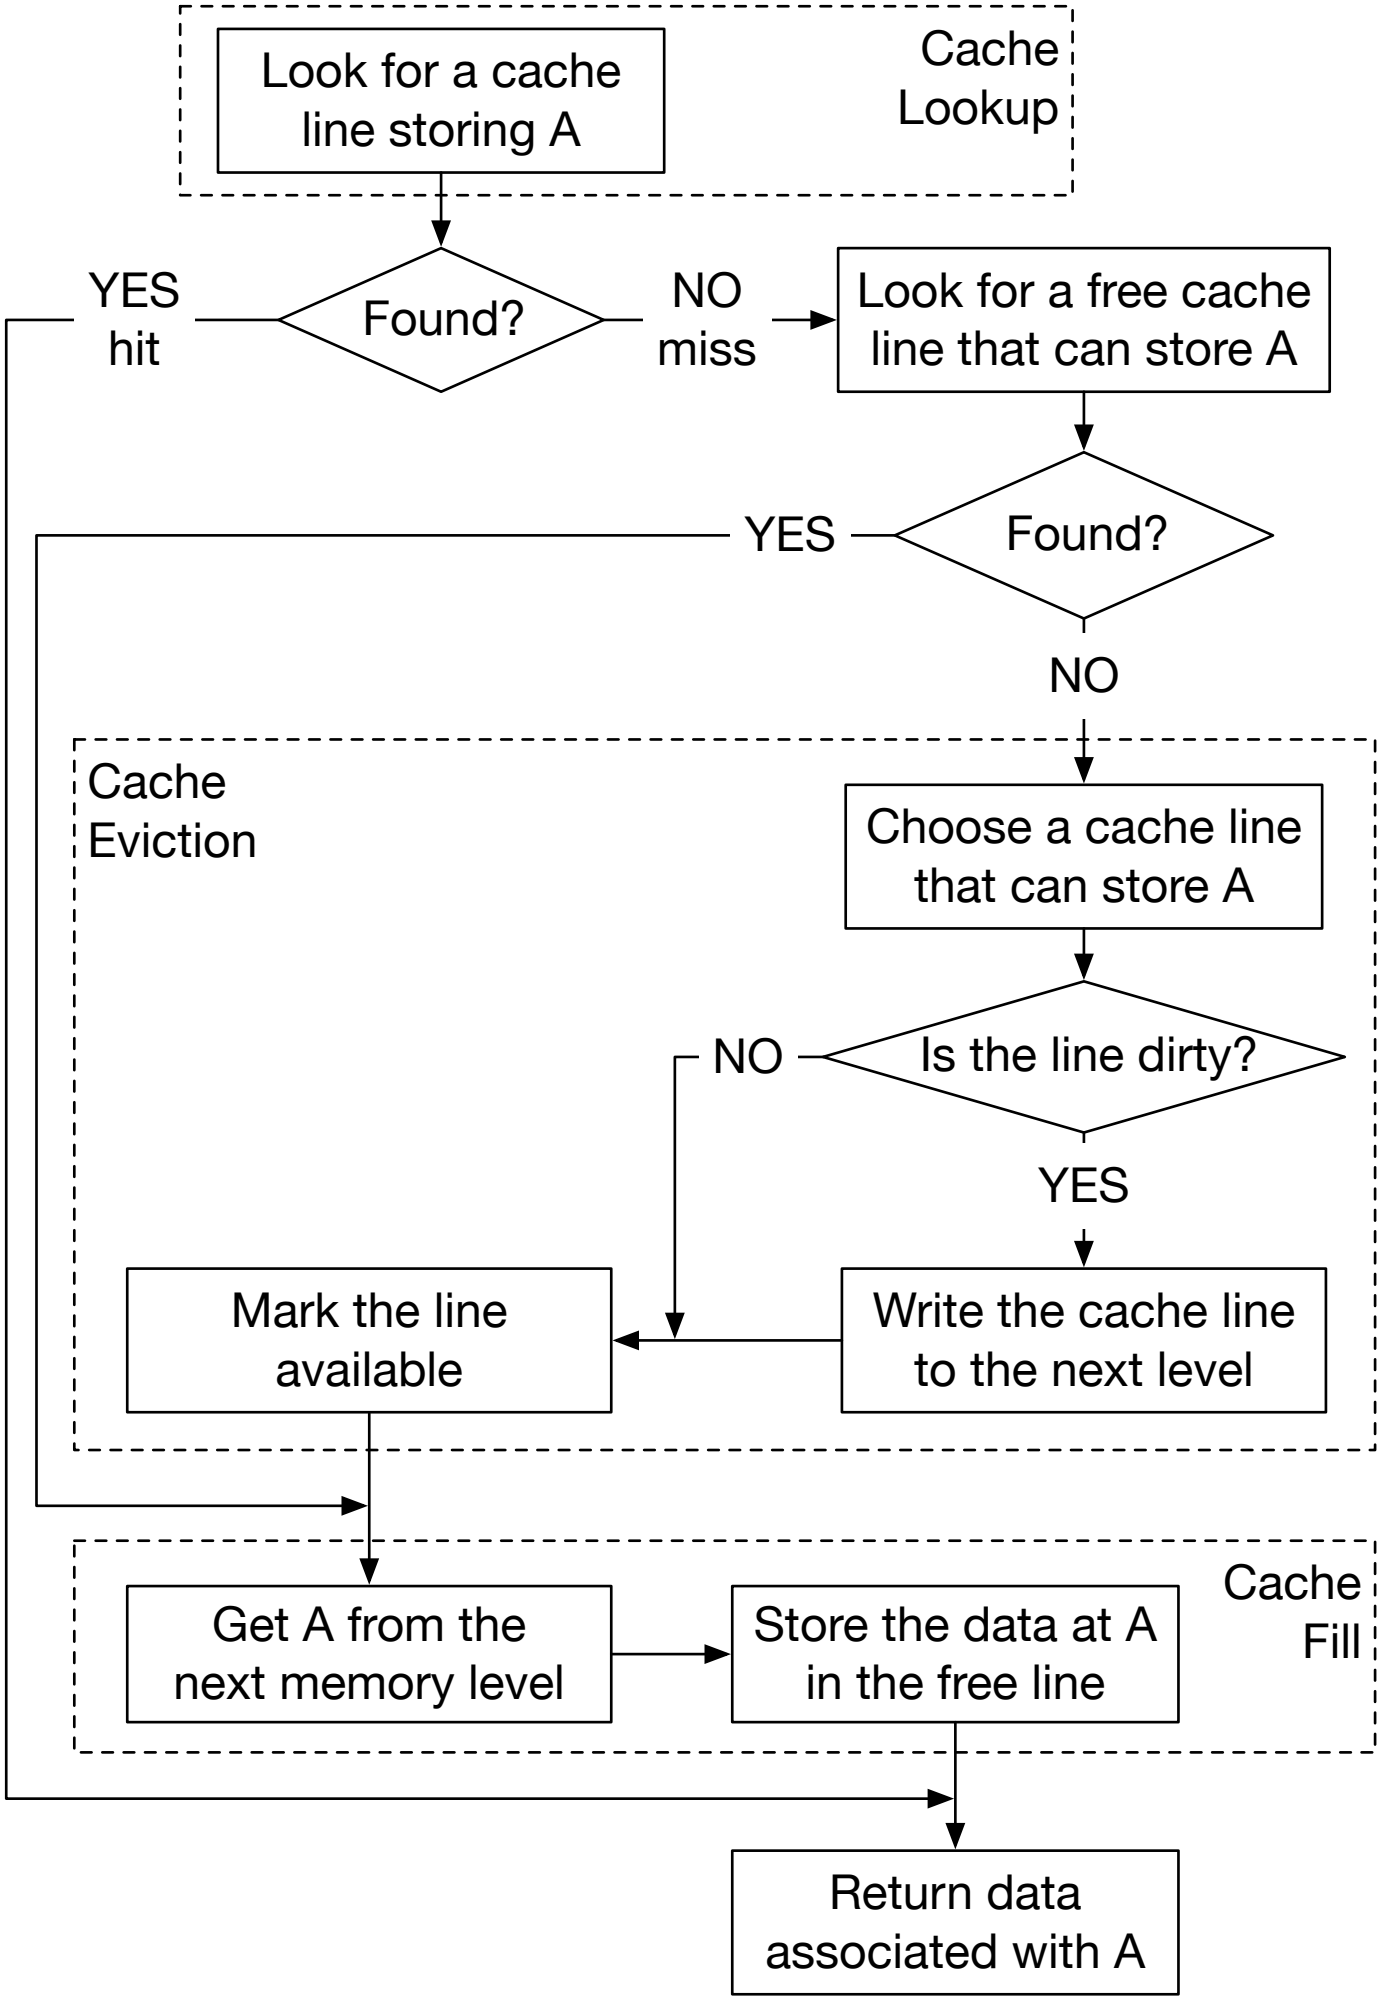 Look for a cache
line storing A
Cache
Lookup
YES
hit
Found?
NO
miss
Look for a free cache
line that can store A
YES
Found?
NO
Cache
Eviction
Choose a cache line
that can store A
NO
Is the line dirty?
YES
Mark the line
available
Write the cache line
to the next level
Get A from the
next memory level
Store the data at A
in the free line
Cache
Fill
Return data
associated with A